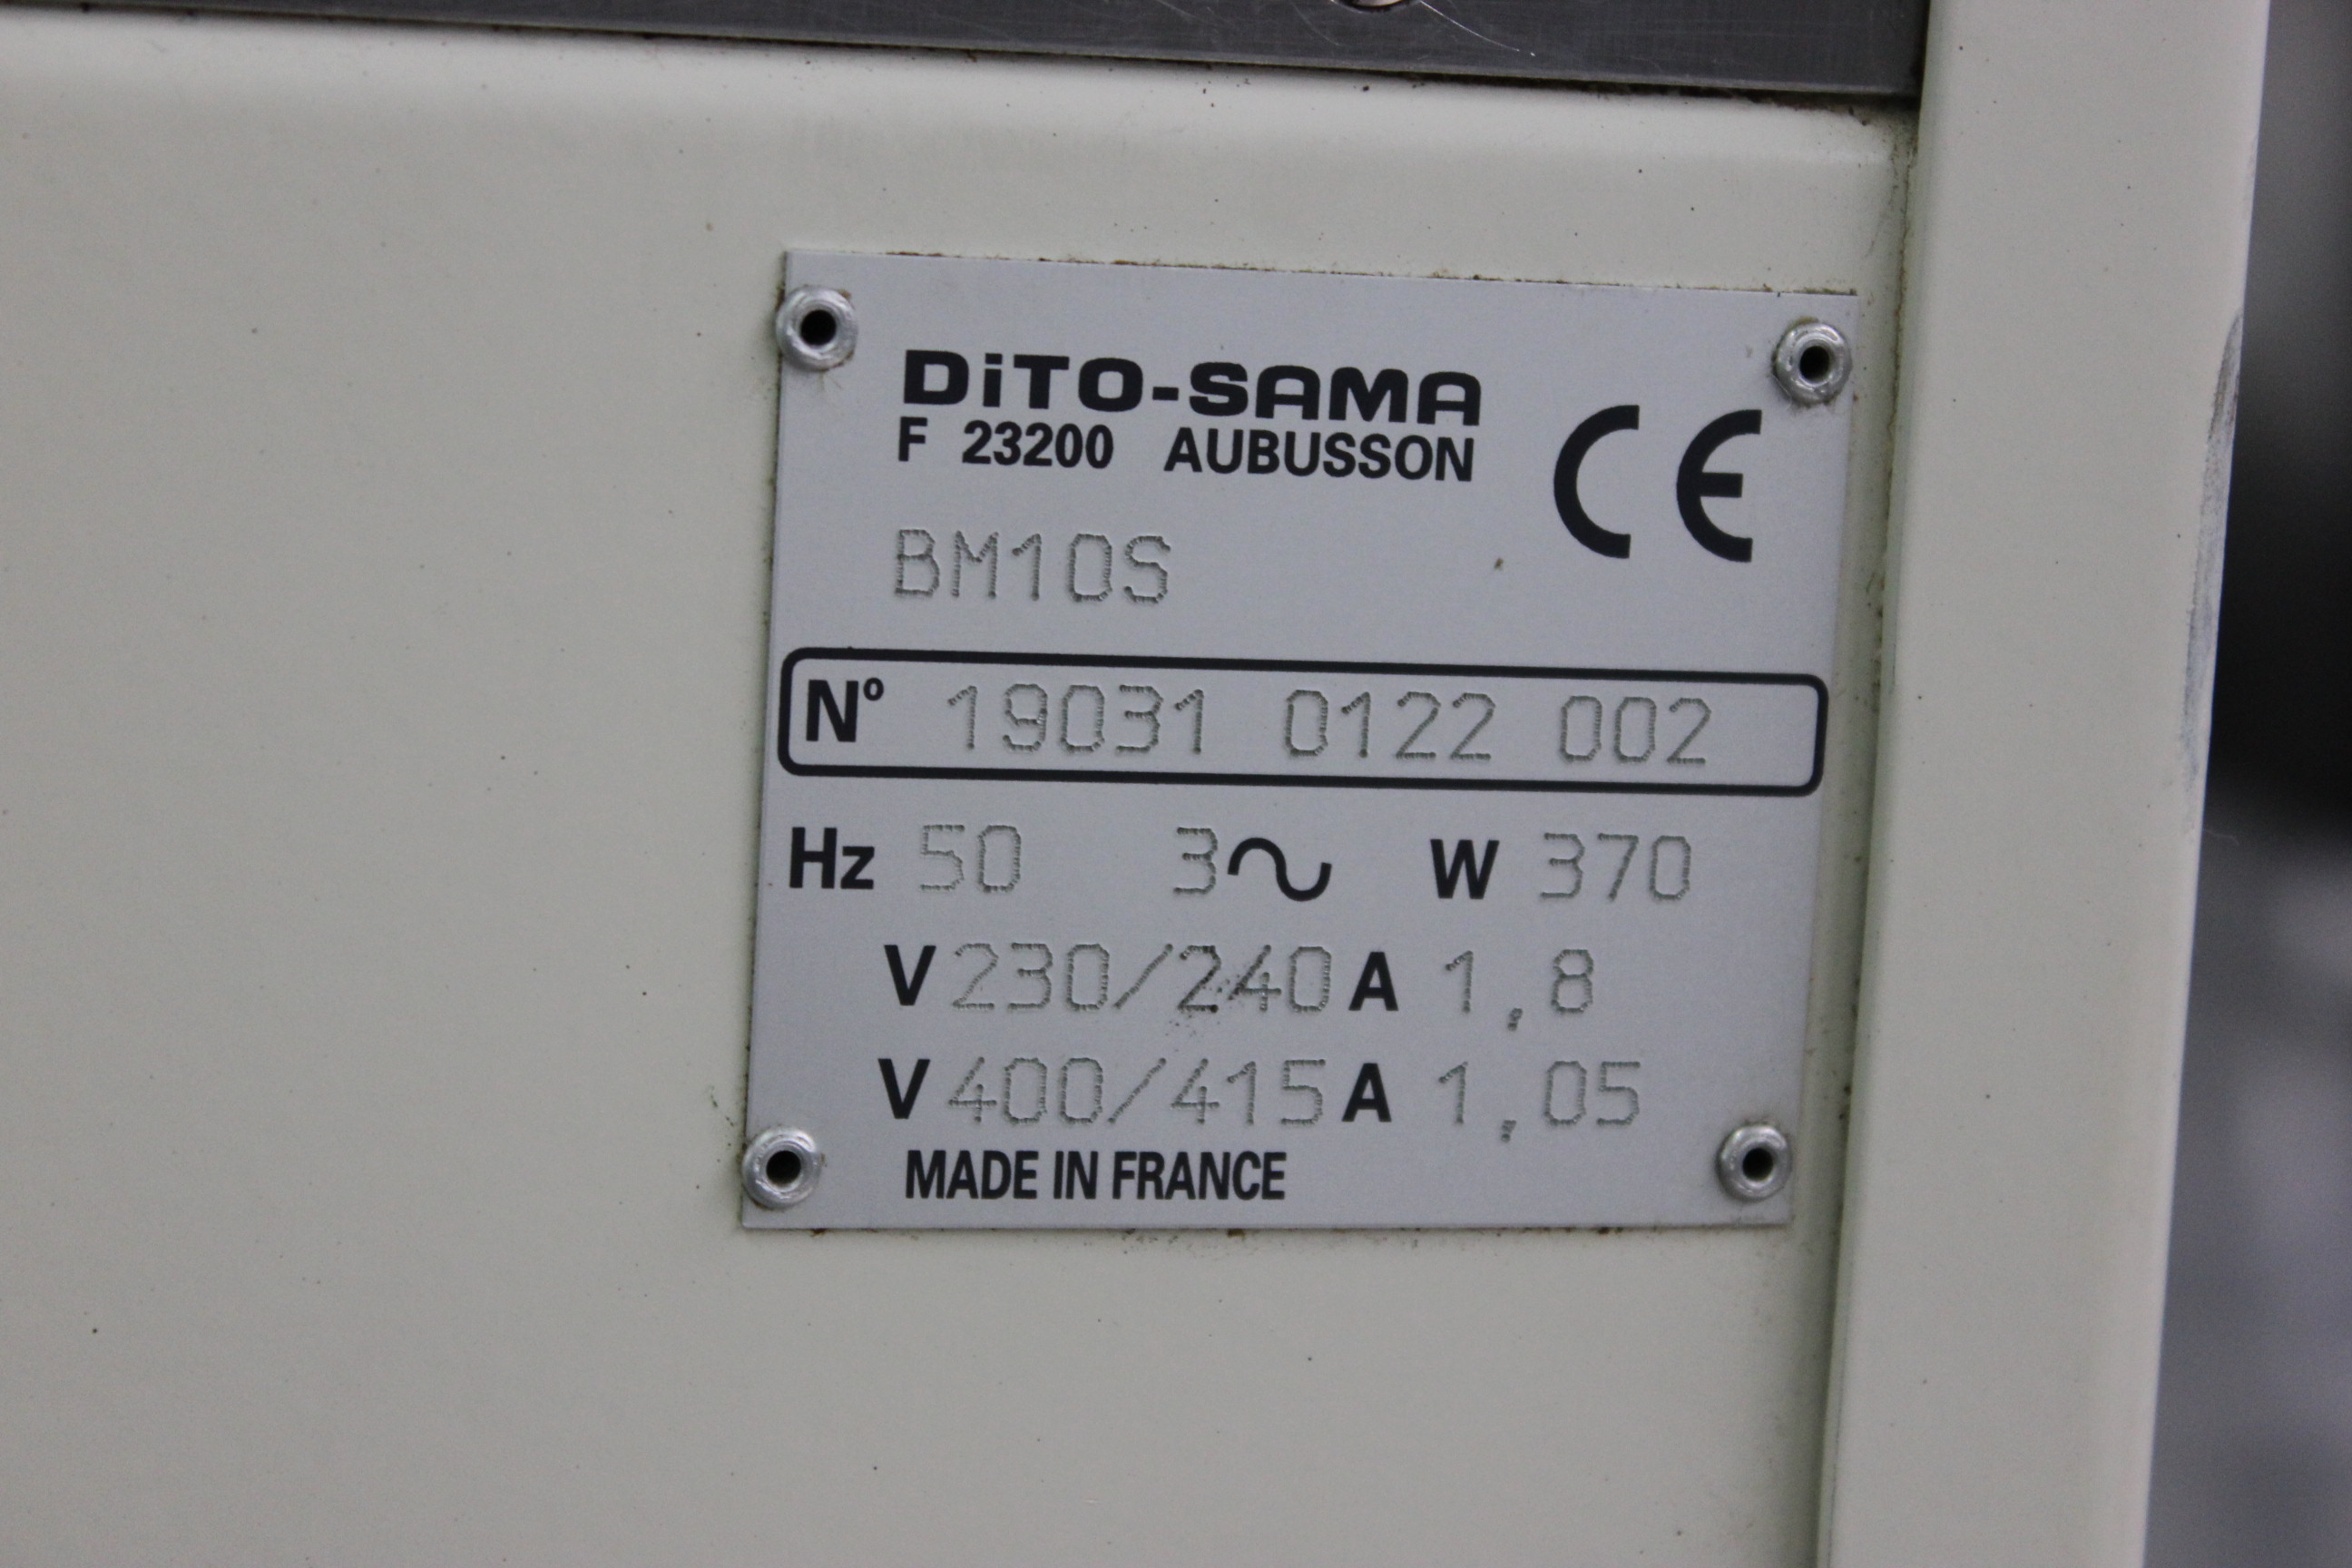 DiTO-SAMA
F 23200 AUBUSSON
CE
BM10S
Nº 19031 0122 002
Hz 50 3∿ W 370
V 230/240 A 1,8
V 400/415 A 1,05
MADE IN FRANCE